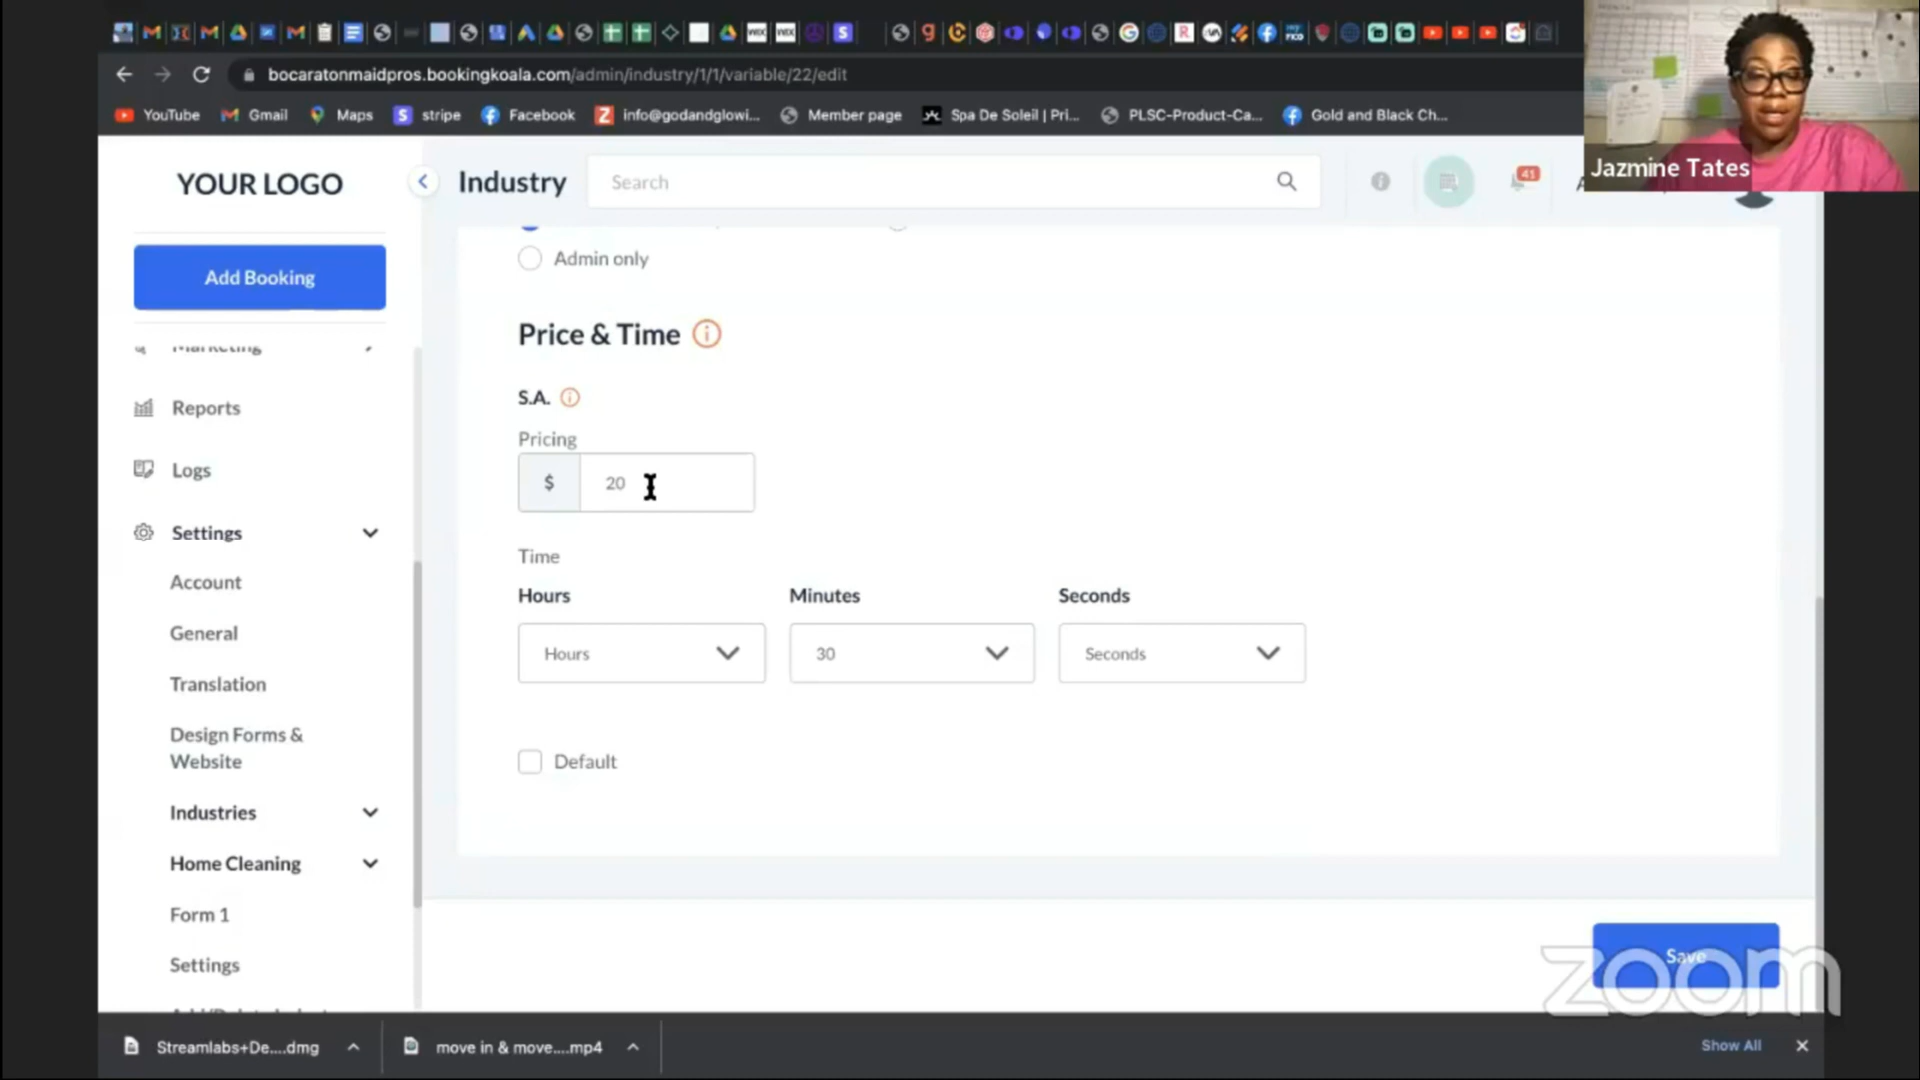 bocaratonmaidpros.bookingkoala.com/admin/industry/1/1/variable/22/edit
YouTube
Gmail
Maps
stripe
Facebook
info@godandglowi...
Member page
Spa De Soleil | Pri...
PLSC-Product-Ca...
Gold and Black Ch...
Jazmine Tates
YOUR LOGO
Industry
Search
41
Add Booking
Admin only
Marketing
Price & Time
Reports
S.A.
Pricing
Logs
$ 20
Settings
Time
Account
Hours
Minutes
Seconds
General
Hours
30
Seconds
Translation
Design Forms &
Website
Default
Industries
Home Cleaning
Form 1
Settings
Save
zoom
Streamlabs+De....dmg
move in & move....mp4
Show All